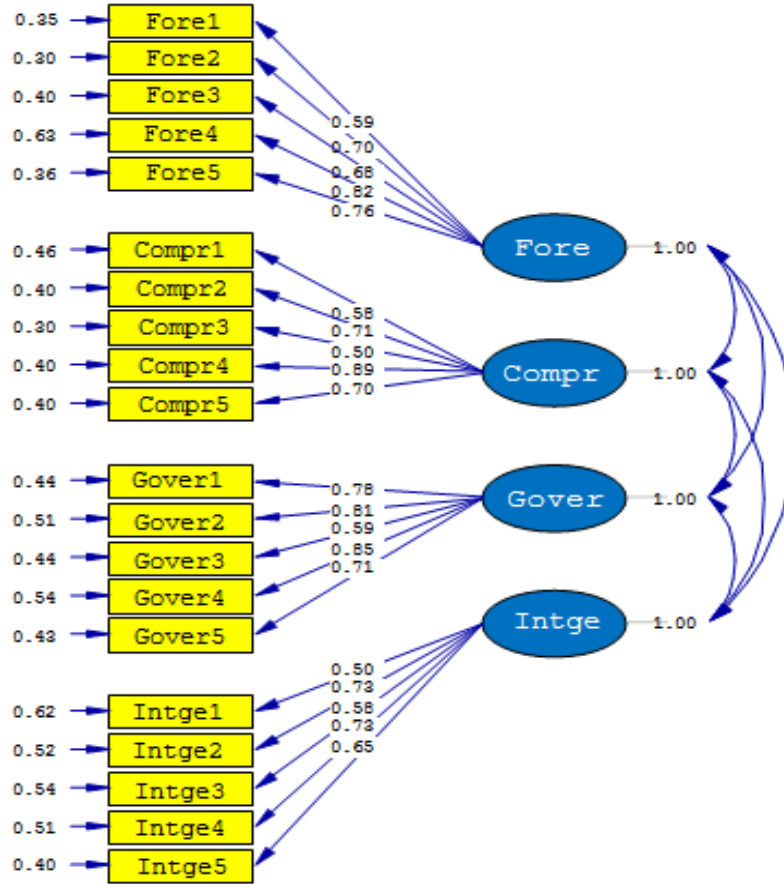 0.35 Fore1
0.30 Fore2
0.40 Fore3
0.63 Fore4
0.36 Fore5
0.59
0.70
0.68
0.82
0.76
Fore 1.00
0.46 Compr1
0.40 Compr2
0.30 Compr3
0.40 Compr4
0.40 Compr5
0.58
0.71
0.50
0.89
0.70
Compr 1.00
0.44 Gover1
0.51 Gover2
0.44 Gover3
0.54 Gover4
0.43 Gover5
0.78
0.81
0.59
0.85
0.71
Gover 1.00
Intge 1.00
0.50
0.73
0.58
0.73
0.65
0.62 Intge1
0.52 Intge2
0.54 Intge3
0.51 Intge4
0.40 Intge5